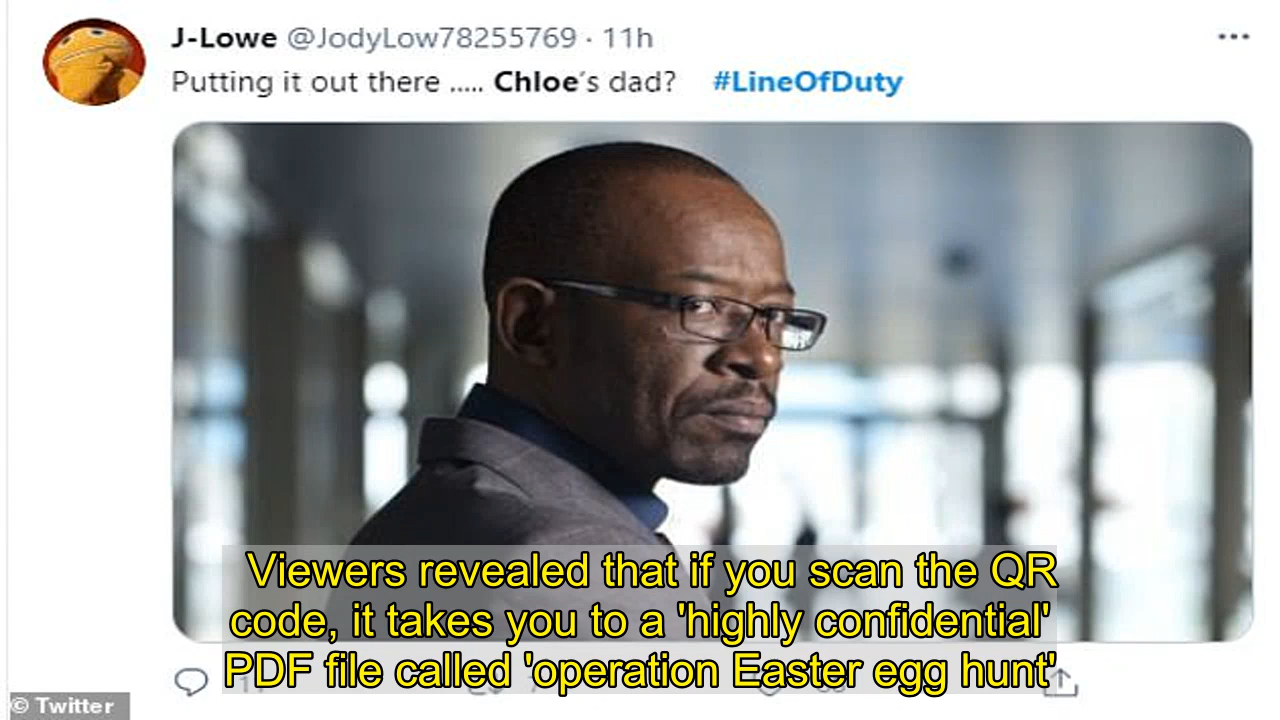 J-Lowe @JodyLow78255769 · 11h
Putting it out there ..... Chloe's dad? #LineOfDuty
Viewers revealed that if you scan the QR
code, it takes you to a 'highly confidential'
PDF file called 'operation Easter egg hunt'
© Twitter